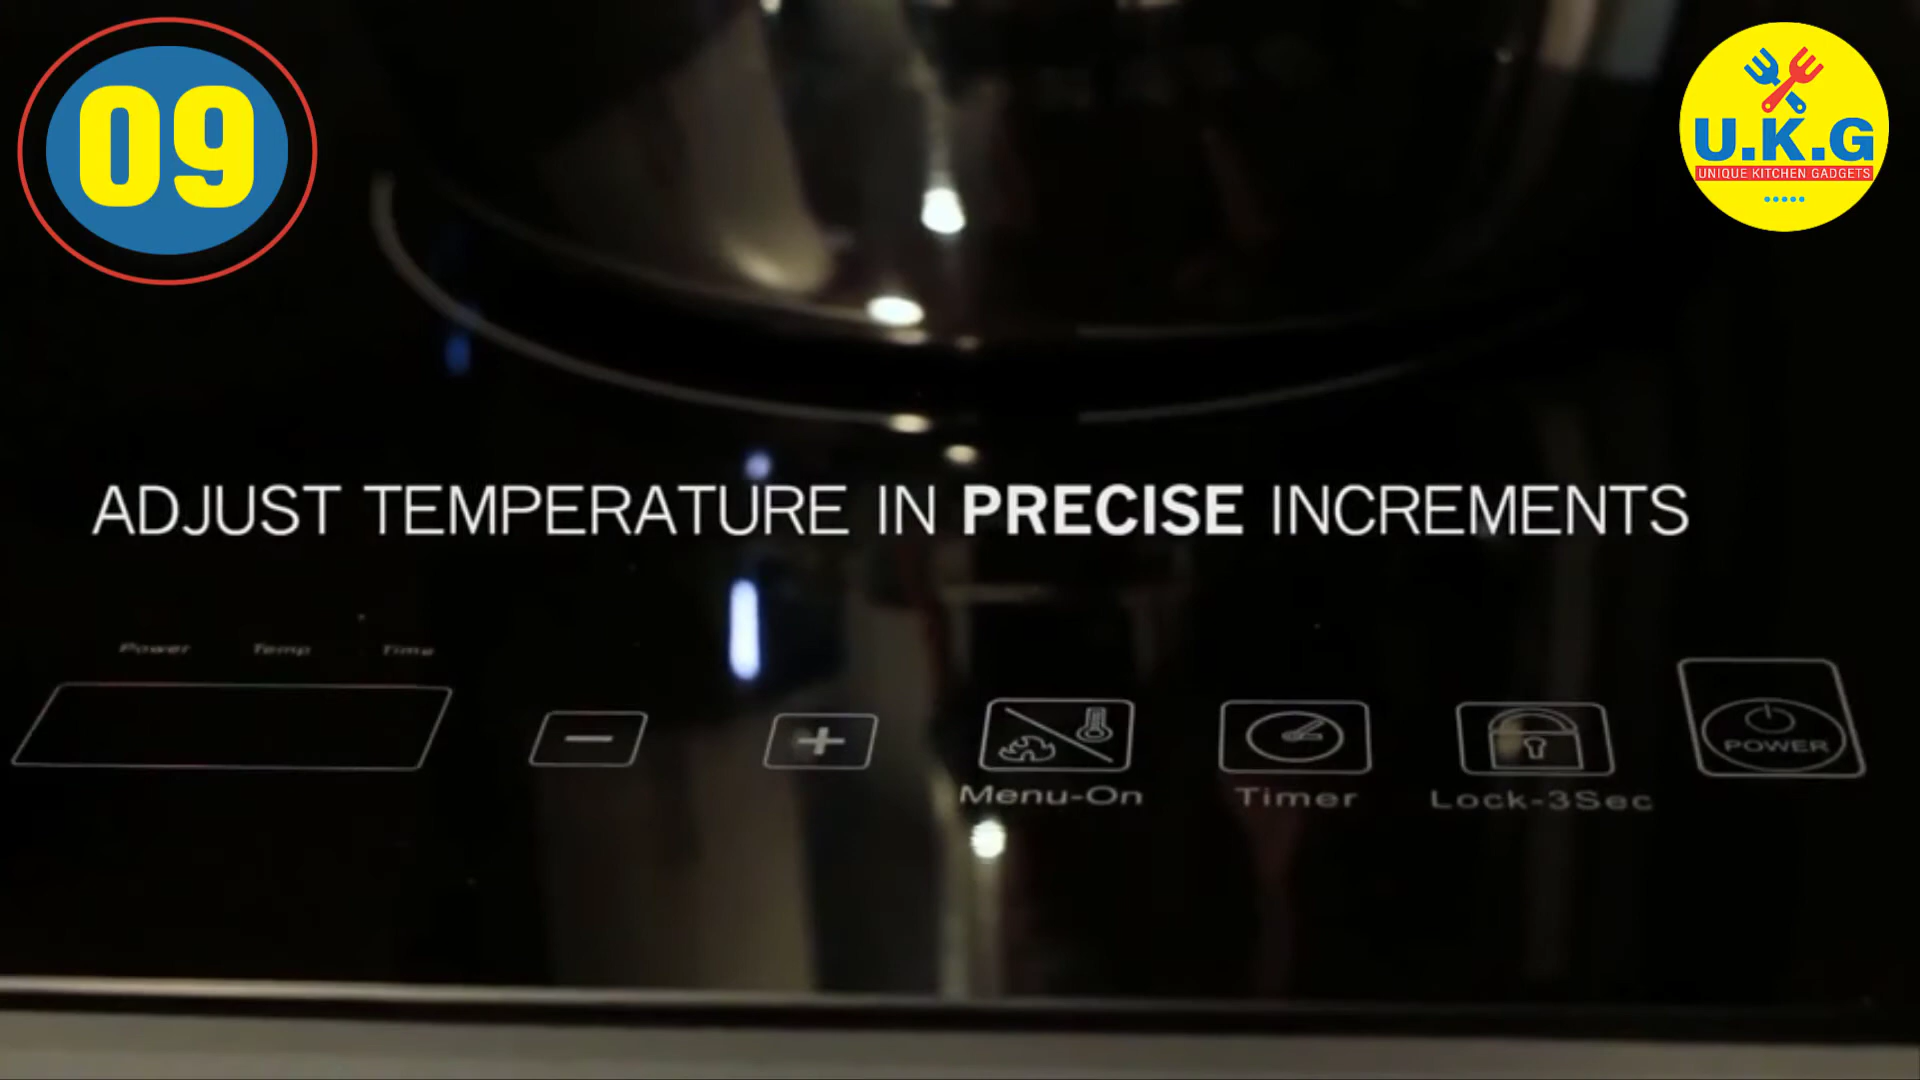 09
U.K.G
UNIQUE KITCHEN GADGETS
ADJUST TEMPERATURE IN PRECISE INCREMENTS
Power Temp Time
Menu-On Timer Lock-3Sec
POWER